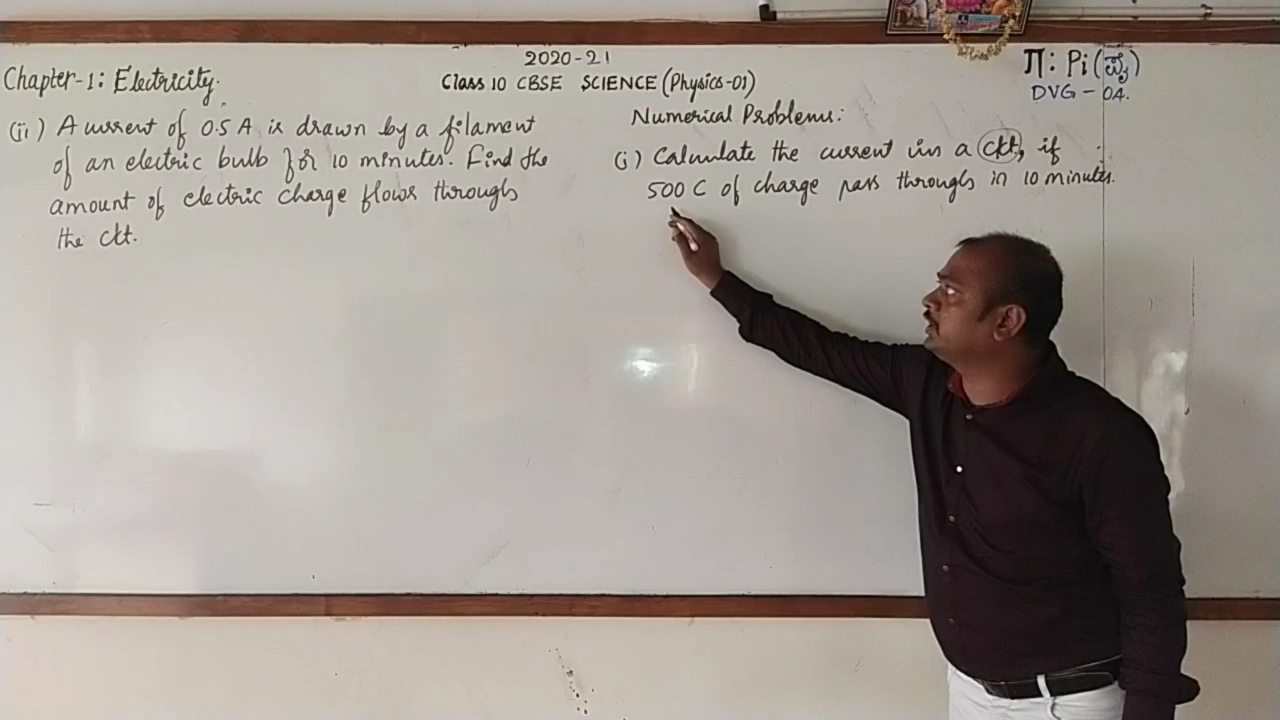 2020-21
Class 10 CBSE SCIENCE (Physics-01)
Chapter-1: Electricity.
π: Pi (ಪೈ)
DVG - 04.
Numerical Problems:
(i) Calculate the current in a ckt, if
500 C of charge pass through in 10 minutes.
(ii) A current of 0.5 A is drawn by a filament
of an electric bulb for 10 minutes. Find the
amount of electric charge flows through
the ckt.